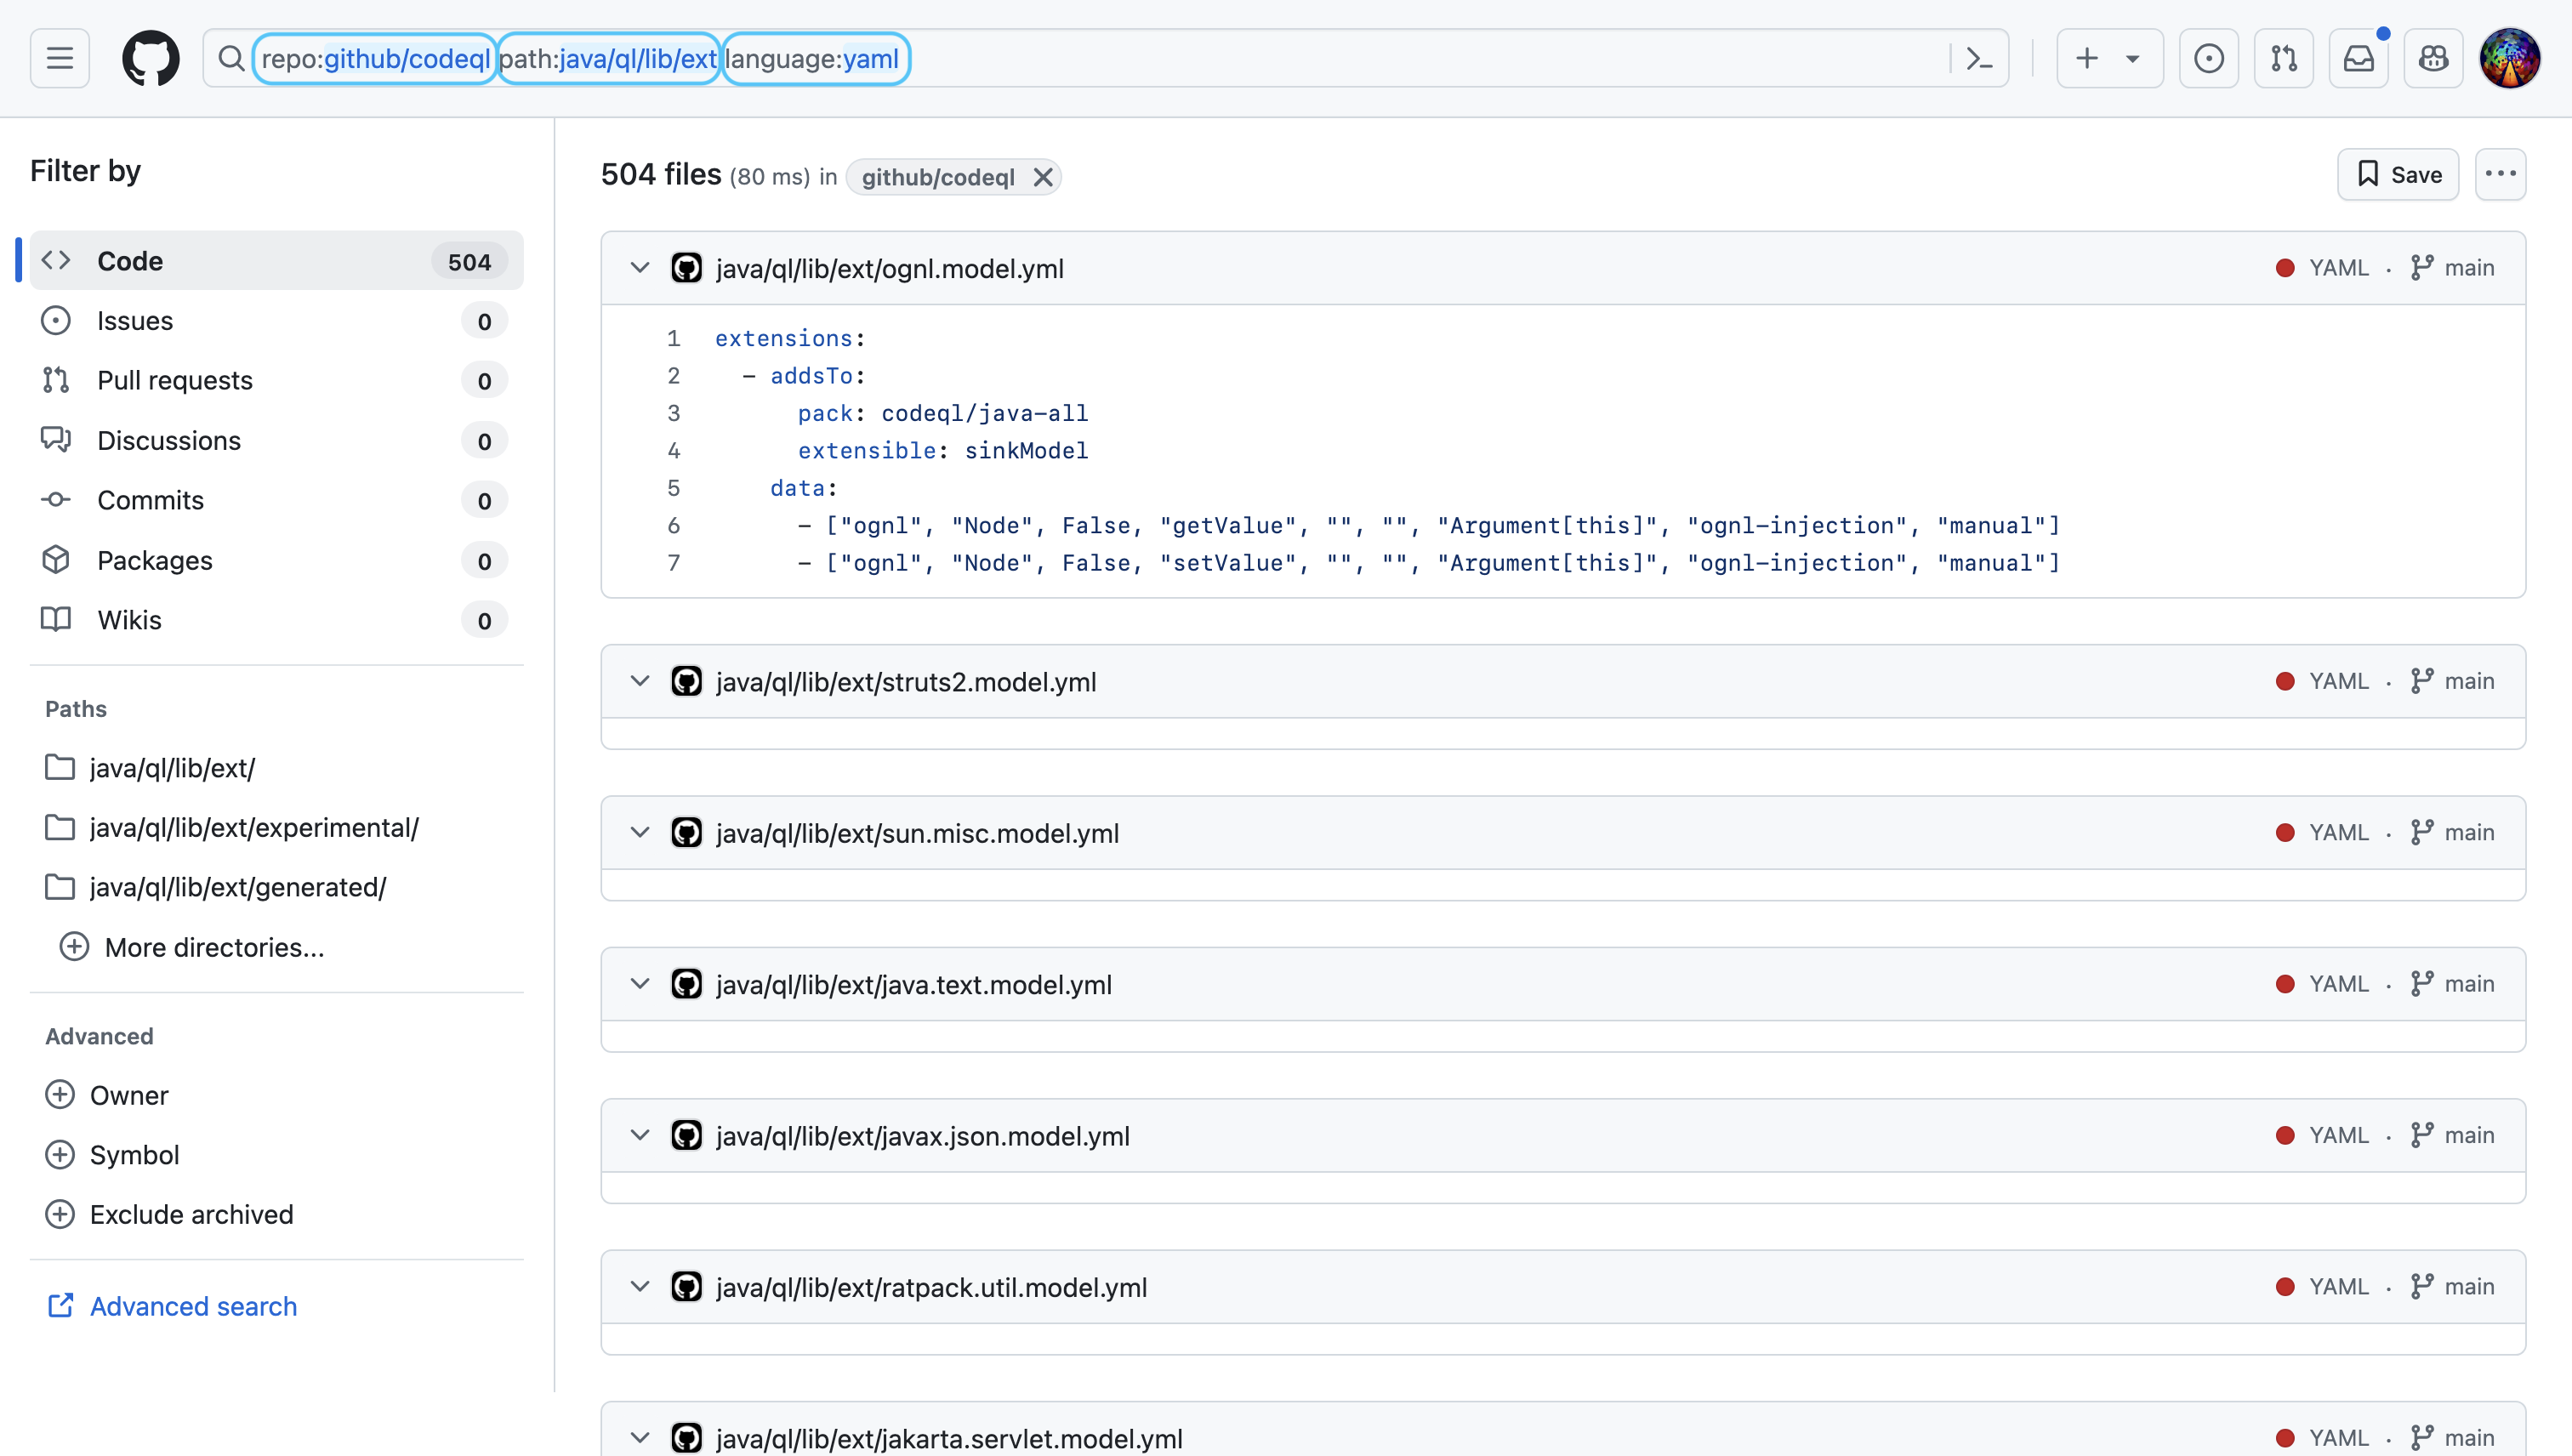 repo:github/codeql path:java/ql/lib/ext language:yaml
Filter by
Code 504
Issues 0
Pull requests 0
Discussions 0
Commits 0
Packages 0
Wikis 0
Paths
java/ql/lib/ext/
java/ql/lib/ext/experimental/
java/ql/lib/ext/generated/
More directories...
Advanced
Owner
Symbol
Exclude archived
Advanced search
504 files (80 ms) in github/codeql
Save
java/ql/lib/ext/ognl.model.yml YAML · main
1 extensions:
2   - addsTo:
3       pack: codeql/java-all
4       extensible: sinkModel
5     data:
6       - ["ognl", "Node", False, "getValue", "", "", "Argument[this]", "ognl-injection", "manual"]
7       - ["ognl", "Node", False, "setValue", "", "", "Argument[this]", "ognl-injection", "manual"]
java/ql/lib/ext/struts2.model.yml YAML · main
java/ql/lib/ext/sun.misc.model.yml YAML · main
java/ql/lib/ext/java.text.model.yml YAML · main
java/ql/lib/ext/javax.json.model.yml YAML · main
java/ql/lib/ext/ratpack.util.model.yml YAML · main
java/ql/lib/ext/jakarta.servlet.model.yml YAML · main